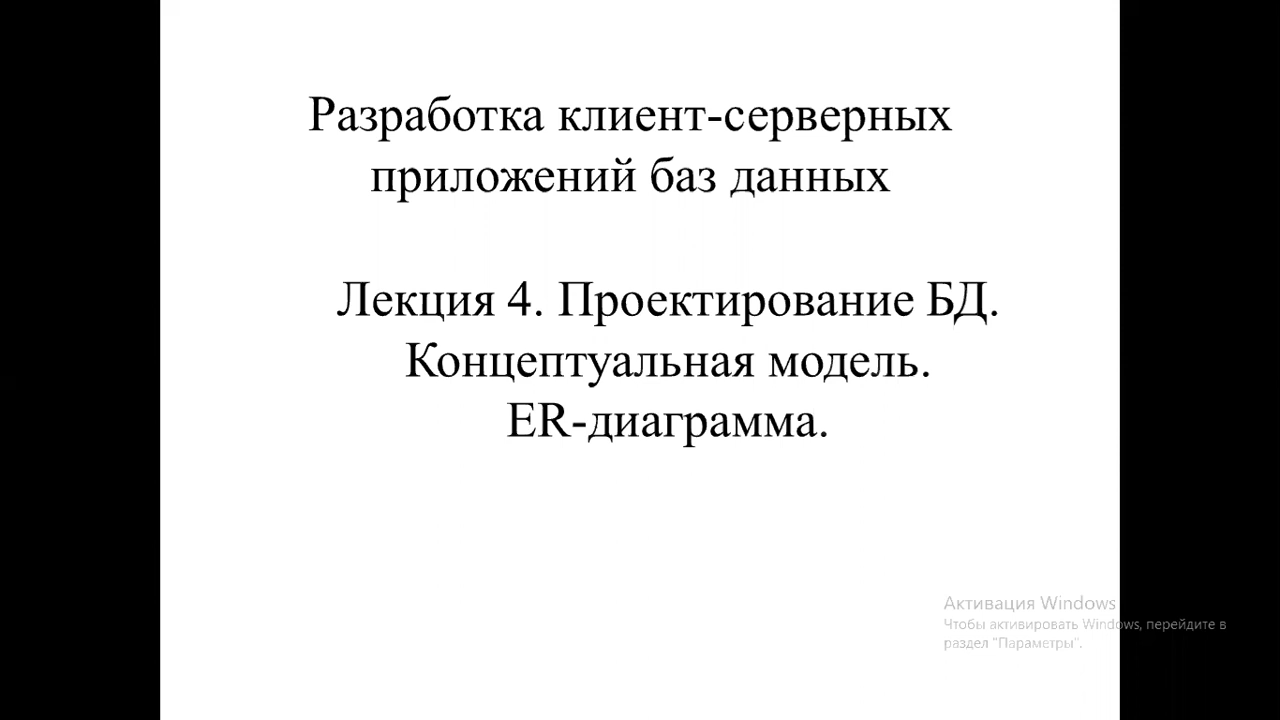 Разработка клиент-серверных
приложений баз данных
Лекция 4. Проектирование БД.
Концептуальная модель.
ER-диаграмма.
Активация Windows
Чтобы активировать Windows, перейдите в
раздел "Параметры".